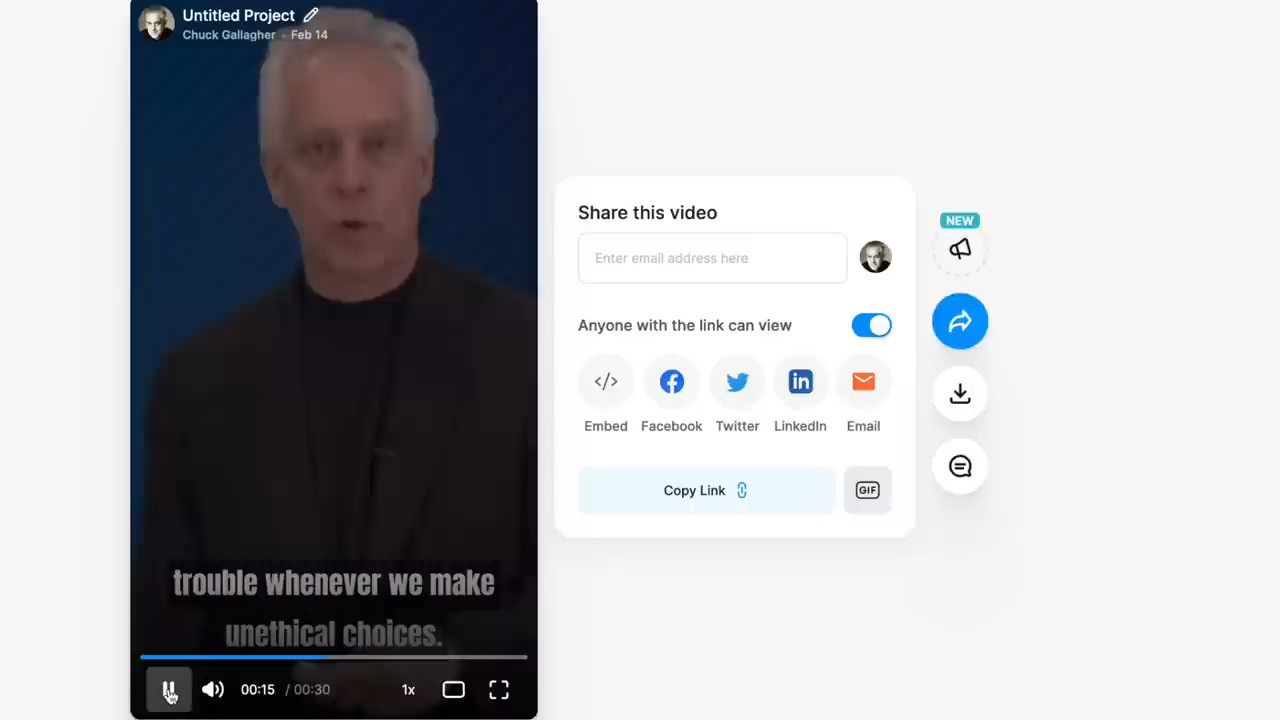 Untitled Project
Chuck Gallagher • Feb 14
trouble whenever we make
unethical choices.
00:15 / 00:30
1x
Share this video
Enter email address here
Anyone with the link can view
</>
Embed
Facebook
Twitter
in
LinkedIn
Email
Copy Link
GIF
NEW